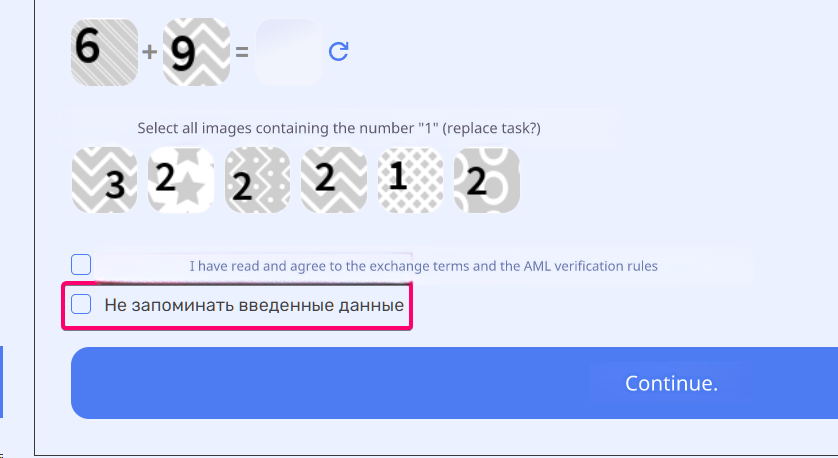 6 + 9 =
Select all images containing the number "1" (replace task?)
3 2 2 2 1 2
I have read and agree to the exchange terms and the AML verification rules
Не запоминать введенные данные
Continue.